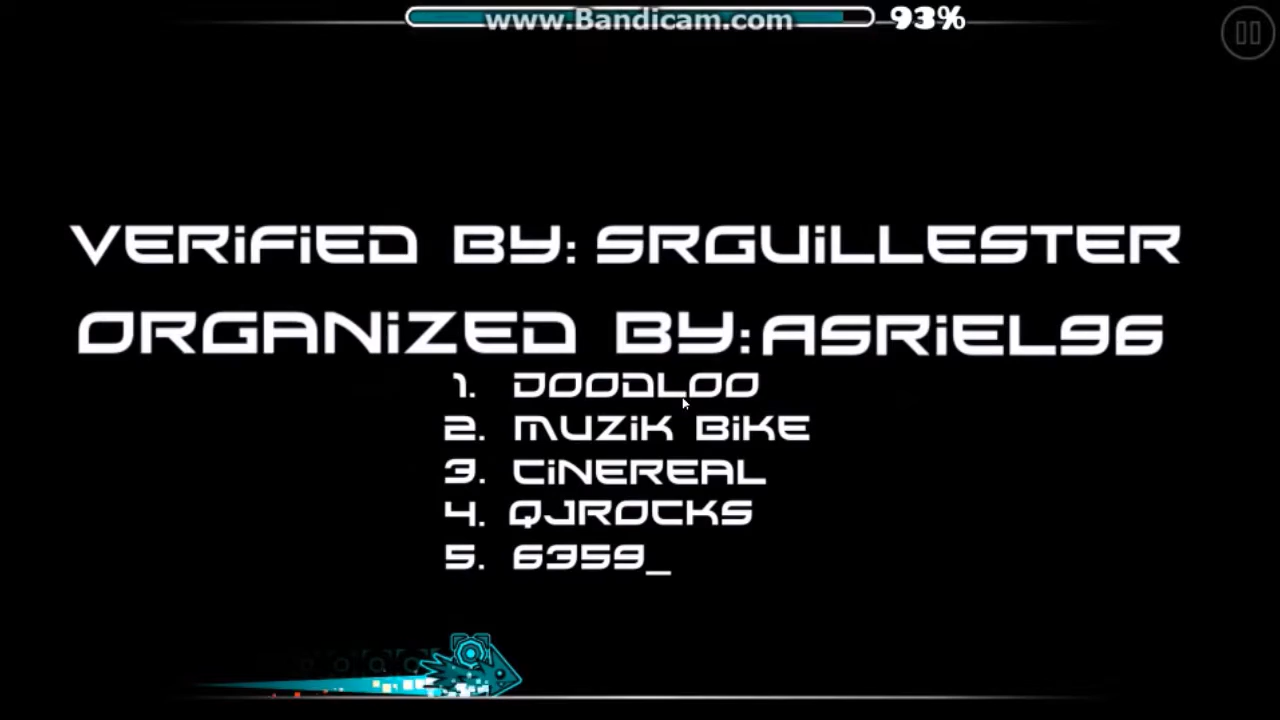 www.Bandicam.com 93%
VERiFiED BY: SRGUiLLESTER
ORGANiZED BY: ASRiEL96
1. DOODLOO
2. MUZiK BiKE
3. CiNEREAL
4. QJROCKS
5. 6359_